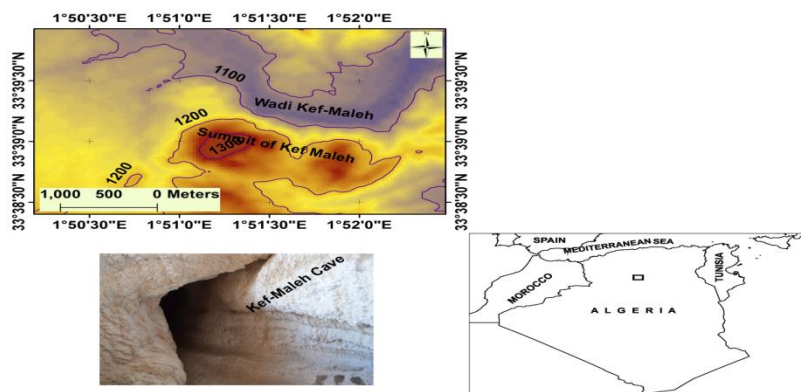 1°50'30"E 1°51'0"E 1°51'30"E 1°52'0"E
33°39'30"N
33°39'0"N
33°38'30"N
33°39'30"N
33°39'0"N
33°38'30"N
1100
Wadi Kef-Maleh
1200
Summit of Kef Maleh
1300
1200
1,000 500 0 Meters
1°50'30"E 1°51'0"E 1°51'30"E 1°52'0"E
Kef-Maleh Cave
SPAIN
MEDITERRANEAN SEA
TUNISIA
MOROCCO
ALGERIA